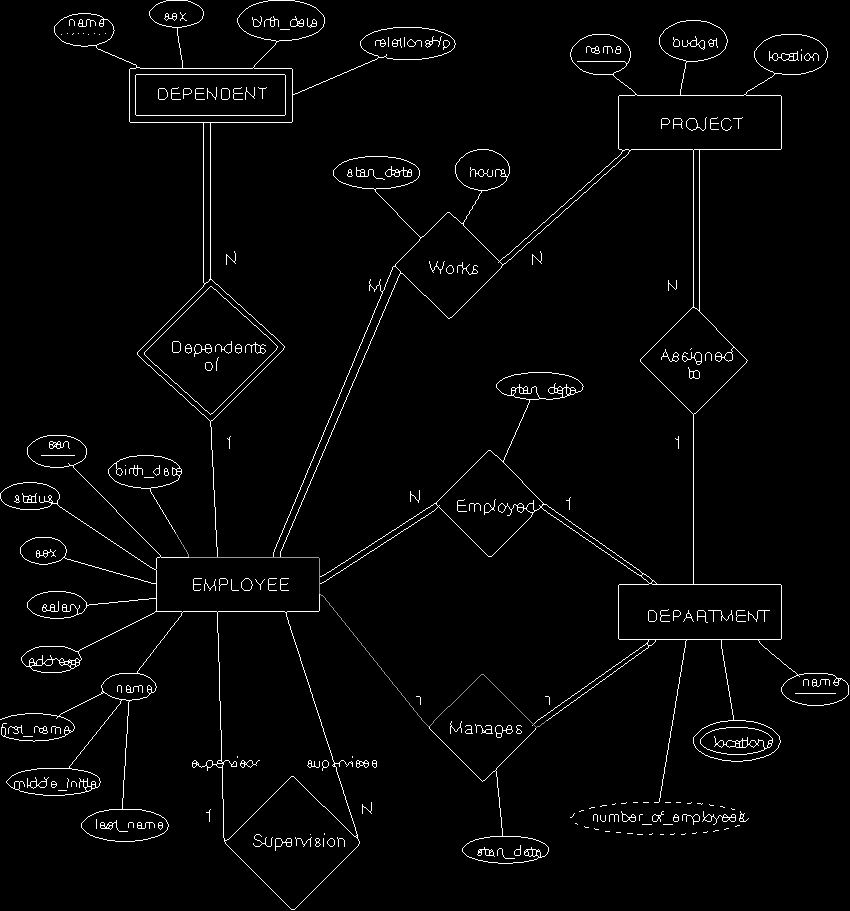 name
sex
birth_date
relationship
DEPENDENT
name
budget
location
PROJECT
start_date
hours
Works
N
M
N
N
Dependents
of
Assigned
to
1
1
start_date
ssn
birth_date
status
sex
salary
address
N
Employed
1
EMPLOYEE
DEPARTMENT
name
first_name
middle_initial
last_name
1
Manages
1
name
locations
number_of_employees
supervisor
supervisee
1
N
Supervision
start_date